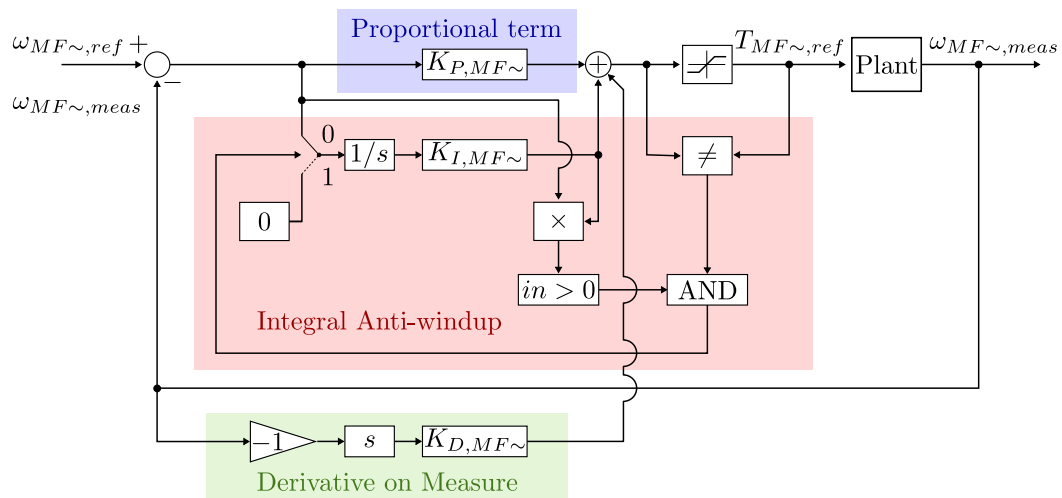 Proportional term
ω_{MF∼,ref} +
−
K_{P,MF∼}
+
T_{MF∼,ref}
Plant
ω_{MF∼,meas}
ω_{MF∼,meas}
0
1/s
K_{I,MF∼}
≠
1
0
×
in > 0
AND
Integral Anti-windup
−1
s
K_{D,MF∼}
Derivative on Measure